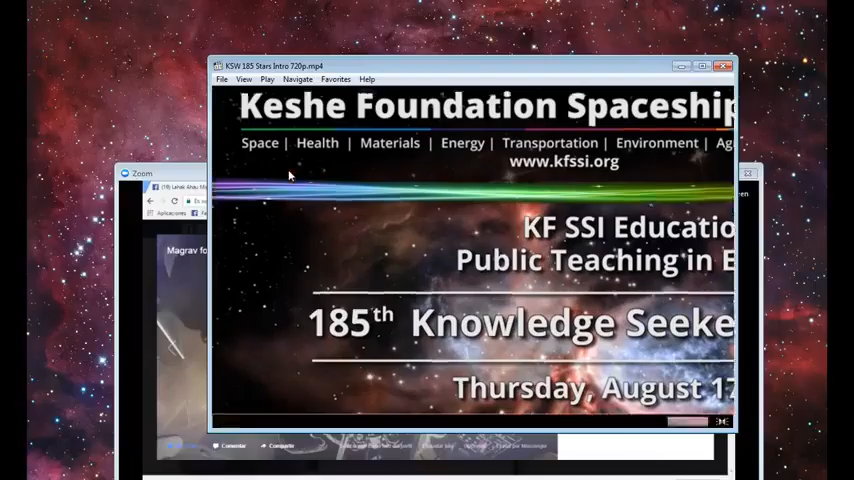 KSW 185 Stars Intro 720p.mp4
File View Play Navigate Favorites Help
Keshe Foundation Spaceship
Space | Health | Materials | Energy | Transportation | Environment | Ag
www.kfssi.org
KF SSI Educatio
Public Teaching in E
185th Knowledge Seeke
Thursday, August 17
Zoom
Aplicaciones
Magrav fo
Comentar Compartir